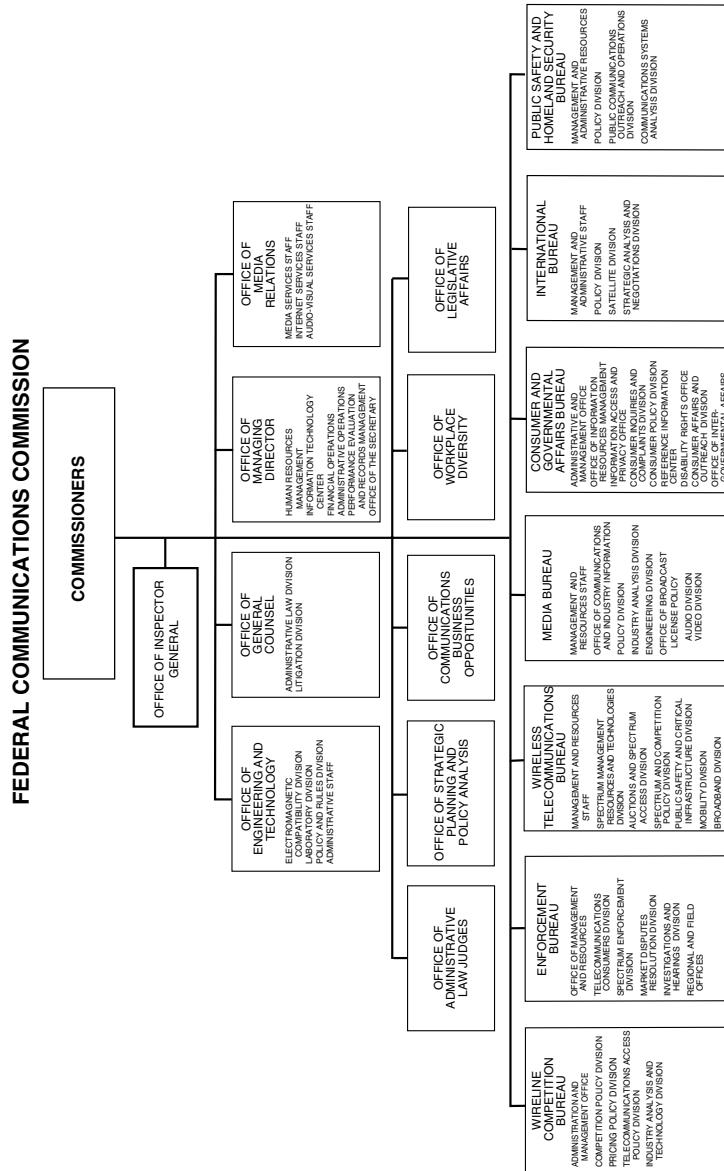 FEDERAL COMMUNICATIONS COMMISSION
COMMISSIONERS
OFFICE OF INSPECTOR
GENERAL
OFFICE OF
ENGINEERING AND
TECHNOLOGY
ELECTROMAGNETIC
COMPATIBILITY DIVISION
LABORATORY DIVISION
POLICY AND RULES DIVISION
ADMINISTRATIVE STAFF
OFFICE OF
GENERAL
COUNSEL
ADMINISTRATIVE LAW DIVISION
LITIGATION DIVISION
OFFICE OF
MANAGING
DIRECTOR
HUMAN RESOURCES
MANAGEMENT
INFORMATION TECHNOLOGY
CENTER
FINANCIAL OPERATIONS
ADMINISTRATIVE OPERATIONS
PERFORMANCE EVALUATION
AND RECORDS MANAGEMENT
OFFICE OF THE SECRETARY
OFFICE OF
MEDIA
RELATIONS
MEDIA SERVICES STAFF
INTERNET SERVICES STAFF
AUDIO-VISUAL SERVICES STAFF
OFFICE OF
ADMINISTRATIVE
LAW JUDGES
OFFICE OF STRATEGIC
PLANNING AND
POLICY ANALYSIS
OFFICE OF
COMMUNICATIONS
BUSINESS
OPPORTUNITIES
OFFICE OF
WORKPLACE
DIVERSITY
OFFICE OF
LEGISLATIVE
AFFAIRS
WIRELINE
COMPETITION
BUREAU
ADMINISTRATION AND
MANAGEMENT OFFICE
COMPETITION POLICY DIVISION
PRICING POLICY DIVISION
TELECOMMUNICATIONS ACCESS
POLICY DIVISION
INDUSTRY ANALYSIS AND
TECHNOLOGY DIVISION
ENFORCEMENT
BUREAU
OFFICE OF MANAGEMENT
AND RESOURCES
TELECOMMUNICATIONS
CONSUMERS DIVISION
SPECTRUM ENFORCEMENT
DIVISION
MARKET DISPUTES
RESOLUTION DIVISION
INVESTIGATIONS AND
HEARINGS DIVISION
REGIONAL AND FIELD
OFFICES
WIRELESS
TELECOMMUNICATIONS
BUREAU
MANAGEMENT AND RESOURCES
STAFF
SPECTRUM MANAGEMENT
RESOURCES AND TECHNOLOGIES
DIVISION
AUCTIONS AND SPECTRUM
ACCESS DIVISION
SPECTRUM AND COMPETITION
POLICY DIVISION
PUBLIC SAFETY AND CRITICAL
INFRASTRUCTURE DIVISION
MOBILITY DIVISION
BROADBAND DIVISION
MEDIA BUREAU
MANAGEMENT AND
RESOURCES STAFF
OFFICE OF COMMUNICATIONS
AND INDUSTRY INFORMATION
POLICY DIVISION
INDUSTRY ANALYSIS DIVISION
ENGINEERING DIVISION
OFFICE OF BROADCAST
LICENSE POLICY
AUDIO DIVISION
VIDEO DIVISION
CONSUMER AND
GOVERNMENTAL
AFFAIRS BUREAU
ADMINISTRATIVE AND
MANAGEMENT OFFICE
OFFICE OF INFORMATION
RESOURCES MANAGEMENT
INFORMATION ACCESS AND
PRIVACY OFFICE
CONSUMER INQUIRIES AND
COMPLAINTS DIVISION
CONSUMER POLICY DIVISION
REFERENCE INFORMATION
CENTER
DISABILITY RIGHTS OFFICE
CONSUMER AFFAIRS AND
OUTREACH DIVISION
OFFICE OF INTER-
GOVERNMENTAL AFFAIRS
INTERNATIONAL
BUREAU
MANAGEMENT AND
ADMINISTRATIVE STAFF
POLICY DIVISION
SATELLITE DIVISION
STRATEGIC ANALYSIS AND
NEGOTIATIONS DIVISION
PUBLIC SAFETY AND
HOMELAND SECURITY
BUREAU
MANAGEMENT AND
ADMINISTRATIVE RESOURCES
POLICY DIVISION
PUBLIC COMMUNICATIONS
OUTREACH AND OPERATIONS
DIVISION
COMMUNICATIONS SYSTEMS
ANALYSIS DIVISION